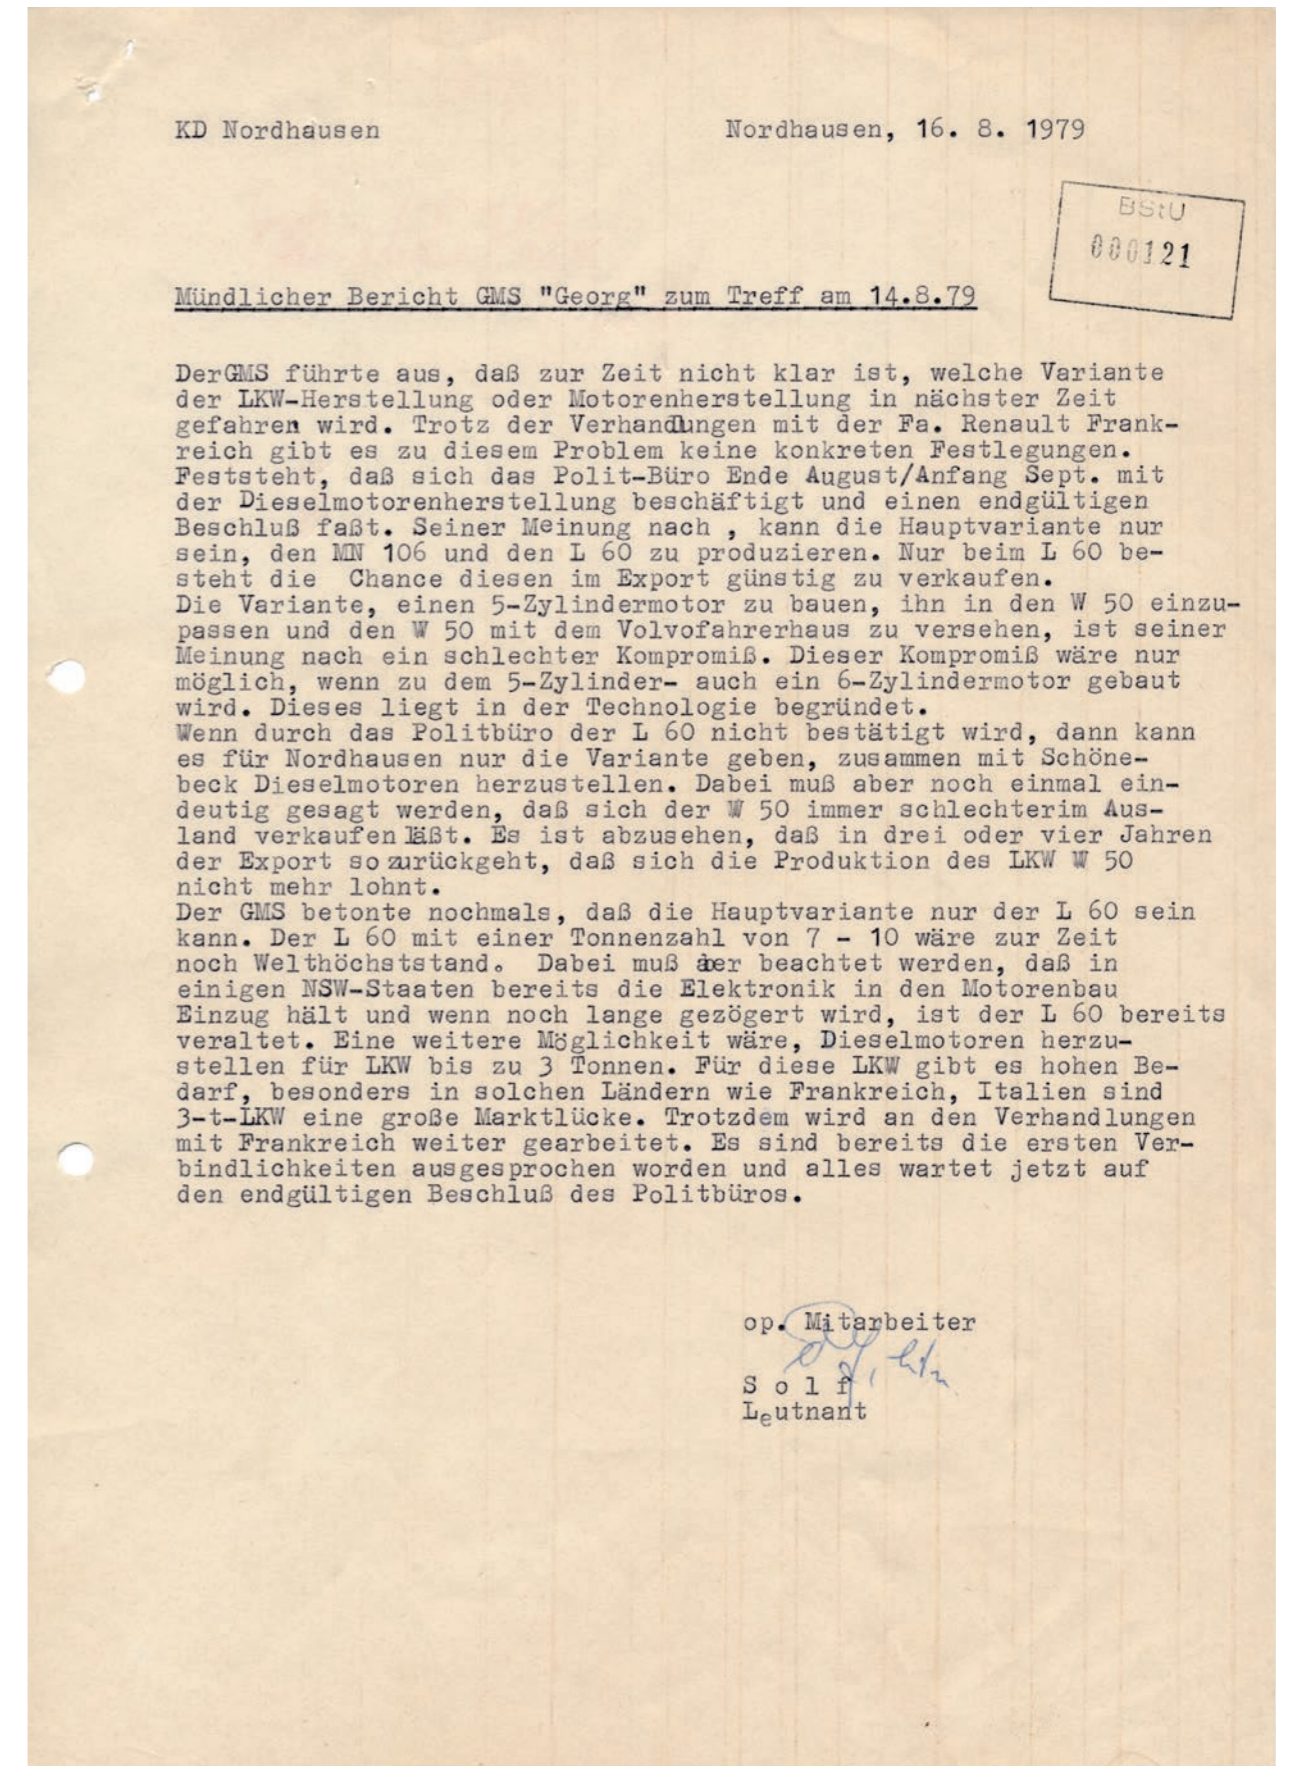 KD Nordhausen
Nordhausen, 16. 8. 1979
BStU
000121
Mündlicher Bericht GMS "Georg" zum Treff am 14.8.79
DerGMS führte aus, daß zur Zeit nicht klar ist, welche Variante
der LKW-Herstellung oder Motorenherstellung in nächster Zeit
gefahren wird. Trotz der Verhandlungen mit der Fa. Renault Frank-
reich gibt es zu diesem Problem keine konkreten Festlegungen.
Feststeht, daß sich das Polit-Büro Ende August/Anfang Sept. mit
der Dieselmotorenherstellung beschäftigt und einen endgültigen
Beschluß faßt. Seiner Meinung nach , kann die Hauptvariante nur
sein, den MN 106 und den L 60 zu produzieren. Nur beim L 60 be-
steht die Chance diesen im Export günstig zu verkaufen.
Die Variante, einen 5-Zylindermotor zu bauen, ihn in den W 50 einzu-
passen und den W 50 mit dem Volvofahrerhaus zu versehen, ist seiner
Meinung nach ein schlechter Kompromiß. Dieser Kompromiß wäre nur
möglich, wenn zu dem 5-Zylinder- auch ein 6-Zylindermotor gebaut
wird. Dieses liegt in der Technologie begründet.
Wenn durch das Politbüro der L 60 nicht bestätigt wird, dann kann
es für Nordhausen nur die Variante geben, zusammen mit Schöne-
beck Dieselmotoren herzustellen. Dabei muß aber noch einmal ein-
deutig gesagt werden, daß sich der W 50 immer schlechterim Aus-
land verkaufen läßt. Es ist abzusehen, daß in drei oder vier Jahren
der Export so zurückgeht, daß sich die Produktion des LKW W 50
nicht mehr lohnt.
Der GMS betonte nochmals, daß die Hauptvariante nur der L 60 sein
kann. Der L 60 mit einer Tonnenzahl von 7 - 10 wäre zur Zeit
noch Welthöchststand. Dabei muß aber beachtet werden, daß in
einigen NSW-Staaten bereits die Elektronik in den Motorenbau
Einzug hält und wenn noch lange gezögert wird, ist der L 60 bereits
veraltet. Eine weitere Möglichkeit wäre, Dieselmotoren herzu-
stellen für LKW bis zu 3 Tonnen. Für diese LKW gibt es hohen Be-
darf, besonders in solchen Ländern wie Frankreich, Italien sind
3-t-LKW eine große Marktlücke. Trotzdem wird an den Verhandlungen
mit Frankreich weiter gearbeitet. Es sind bereits die ersten Ver-
bindlichkeiten ausgesprochen worden und alles wartet jetzt auf
den endgültigen Beschluß des Politbüros.
op. Mitarbeiter
S o l f
Leutnant